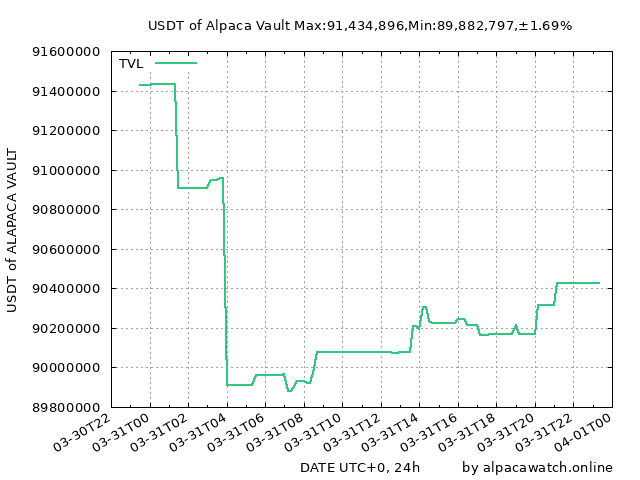 USDT of Alpaca Vault Max:91,434,896,Min:89,882,797,±1.69%
TVL
91600000
91400000
91200000
91000000
90800000
90600000
90400000
90200000
90000000
89800000
USDT of ALAPACA VAULT
03-30T22
03-31T00
03-31T02
03-31T04
03-31T06
03-31T08
03-31T10
03-31T12
03-31T14
03-31T16
03-31T18
03-31T20
03-31T22
04-01T00
DATE UTC+0, 24h
by alpacawatch.online